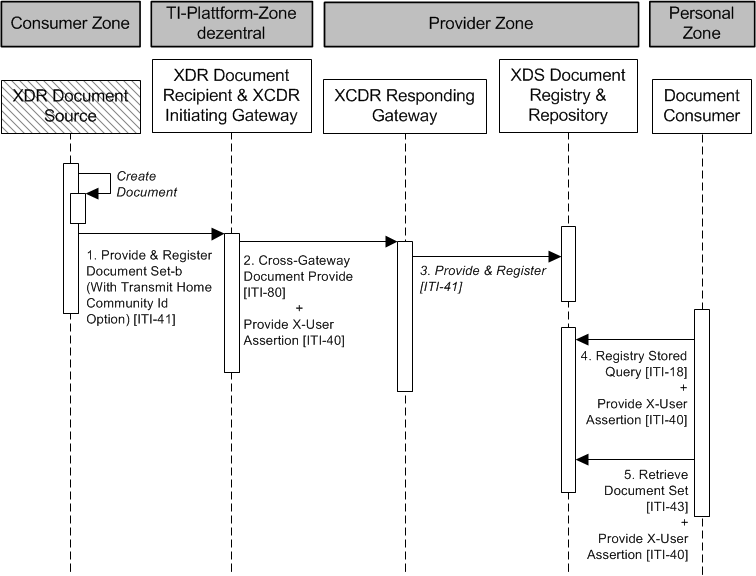 Consumer Zone
TI-Plattform-Zone
dezentral
Provider Zone
Personal
Zone
XDR Document
Source
XDR Document
Recipient & XCDR
Initiating Gateway
XCDR Responding
Gateway
XDS Document
Registry &
Repository
Document
Consumer
Create
Document
1. Provide & Register
Document Set-b
(With Transmit Home
Community Id
Option) [ITI-41]
2. Cross-Gateway
Document Provide
[ITI-80]
+
Provide X-User
Assertion [ITI-40]
3. Provide & Register
[ITI-41]
4. Registry Stored
Query [ITI-18]
+
Provide X-User
Assertion [ITI-40]
5. Retrieve
Document Set
[ITI-43]
+
Provide X-User
Assertion [ITI-40]